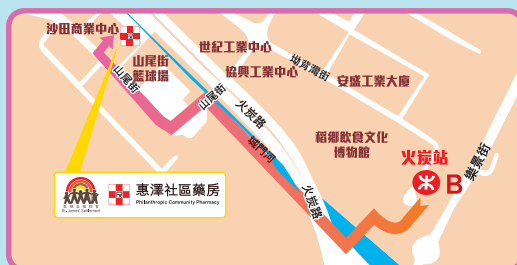 沙田商業中心
山尾街
籃球場
山尾街
山尾街
世紀工業中心
協興工業中心
坳背灣街
安盛工業大廈
火炭路
城門河
稻鄉飲食文化
博物館
火炭站
B
樂景街
火炭路
惠澤社區藥房
Philanthropic Community Pharmacy
St. James' Settlement